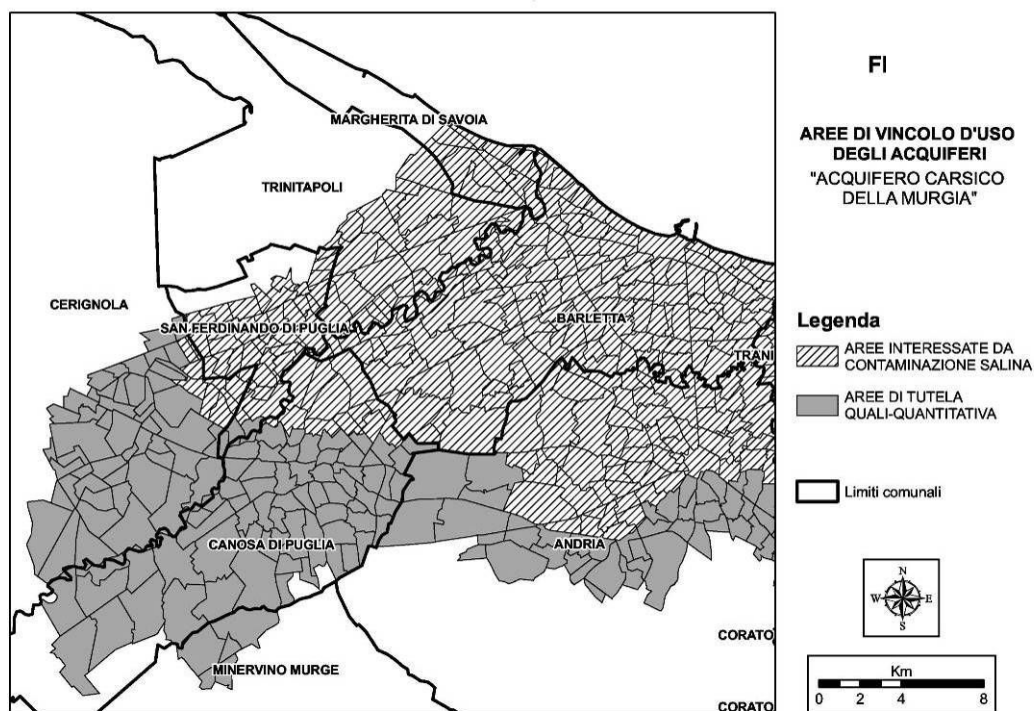 MARGHERITA DI SAVOIA
TRINITAPOLI
CERIGNOLA
SAN FERDINANDO DI PUGLIA
BARLETTA
TRANI
CANOSA DI PUGLIA
ANDRIA
CORATO
MINERVINO MURGE
CORATO
FI
AREE DI VINCOLO D'USO
DEGLI ACQUIFERI
"ACQUIFERO CARSICO
DELLA MURGIA"
Legenda
AREE INTERESSATE DA
CONTAMINAZIONE SALINA
AREE DI TUTELA
QUALI-QUANTITATIVA
Limiti comunali
N
W E
S
Km
0 2 4 8